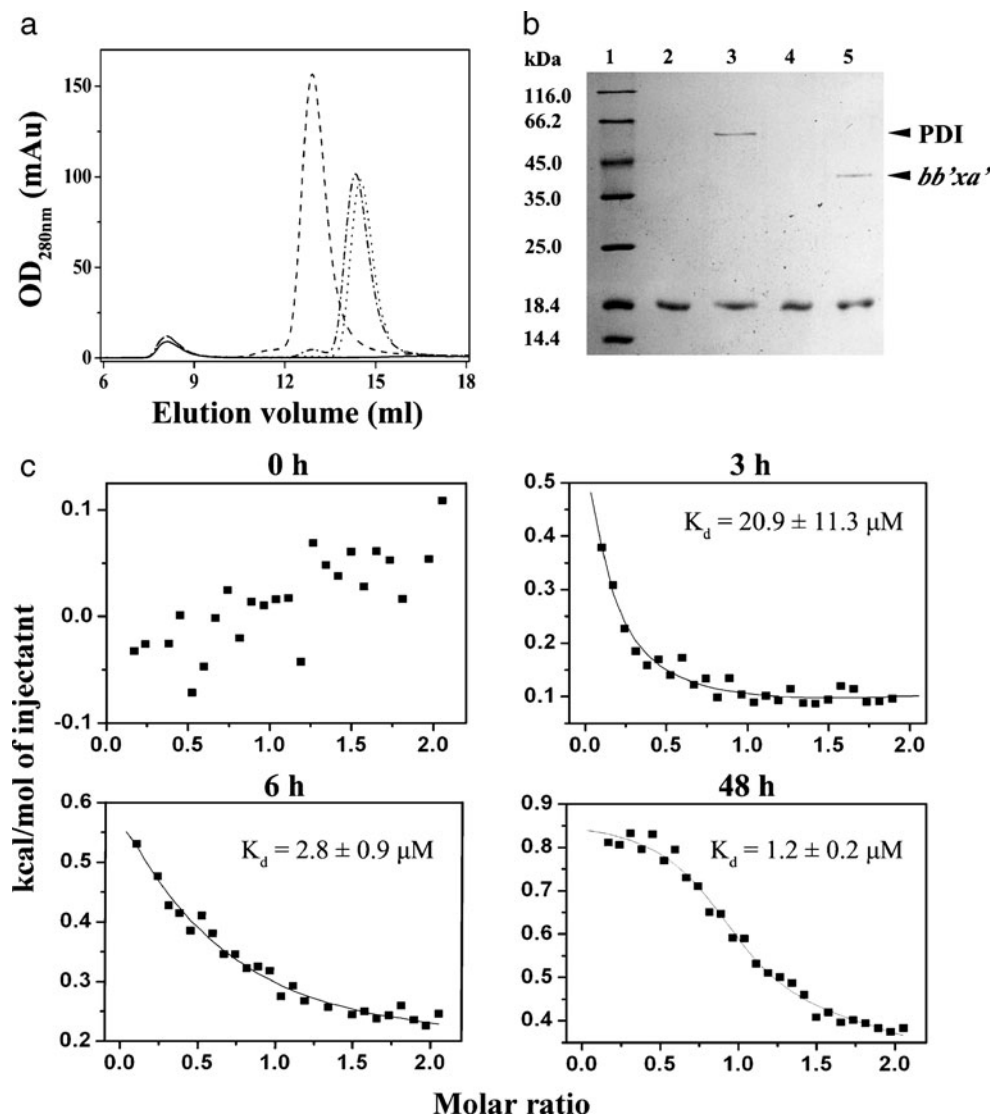 a
OD280nm (mAu)
150
100
50
0
6 9 12 15 18
Elution volume (ml)
b
kDa 1 2 3 4 5
116.0
66.2
45.0
35.0
25.0
18.4
14.4
PDI
bb'xa'
c
kcal/mol of injectatnt
0 h
0.1
0.0
-0.1
0.0 0.5 1.0 1.5 2.0
3 h
Kd = 20.9 ± 11.3 μM
0.5
0.4
0.3
0.2
0.1
0.0 0.5 1.0 1.5 2.0
6 h
Kd = 2.8 ± 0.9 μM
0.6
0.5
0.4
0.3
0.2
0.0 0.5 1.0 1.5 2.0
48 h
Kd = 1.2 ± 0.2 μM
0.9
0.8
0.7
0.6
0.5
0.4
0.0 0.5 1.0 1.5 2.0
Molar ratio